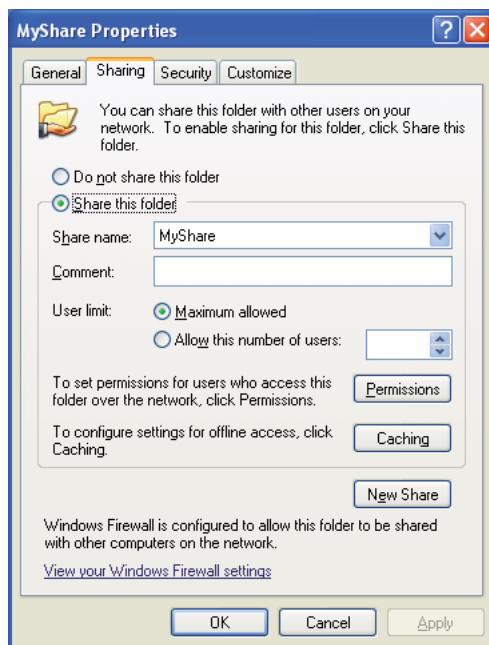 MyShare Properties
General Sharing Security Customize
You can share this folder with other users on your
network. To enable sharing for this folder, click Share this
folder.
Do not share this folder
Share this folder
Share name: MyShare
Comment:
User limit: Maximum allowed
Allow this number of users:
To set permissions for users who access this
folder over the network, click Permissions.
Permissions
To configure settings for offline access, click
Caching.
Caching
New Share
Windows Firewall is configured to allow this folder to be shared
with other computers on the network.
View your Windows Firewall settings
OK Cancel Apply